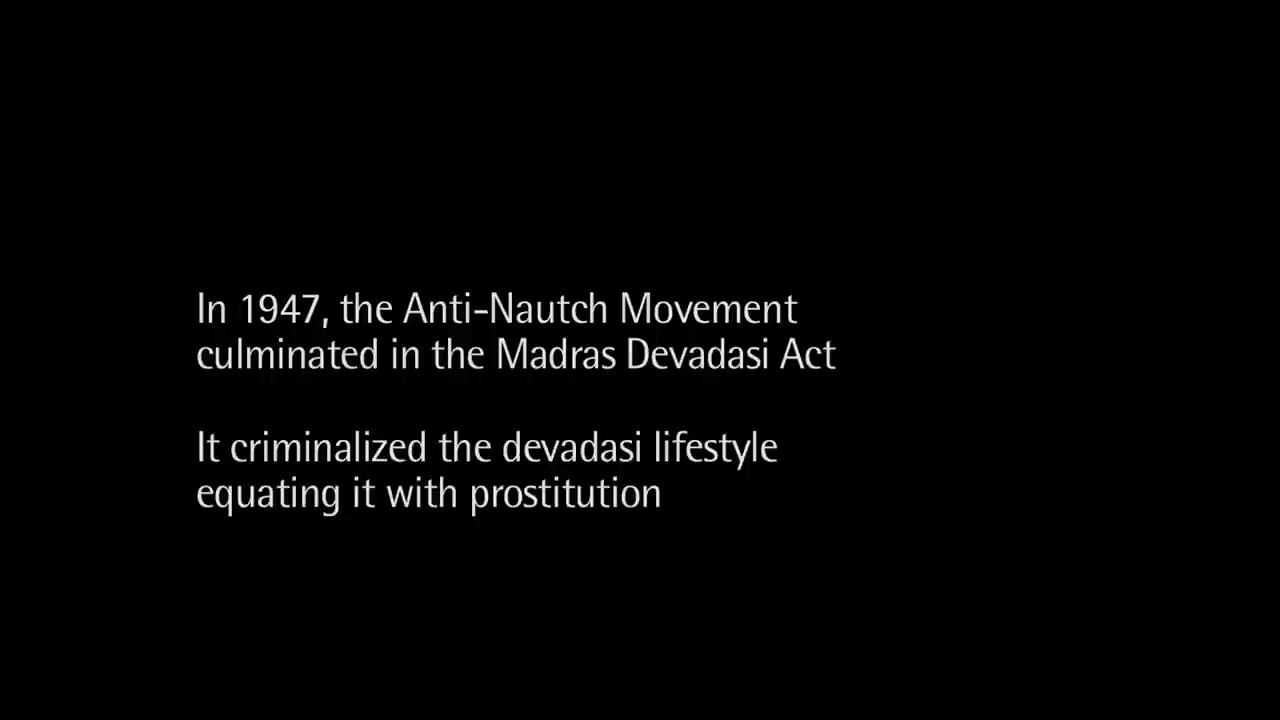 In 1947, the Anti-Nautch Movement
culminated in the Madras Devadasi Act
It criminalized the devadasi lifestyle
equating it with prostitution